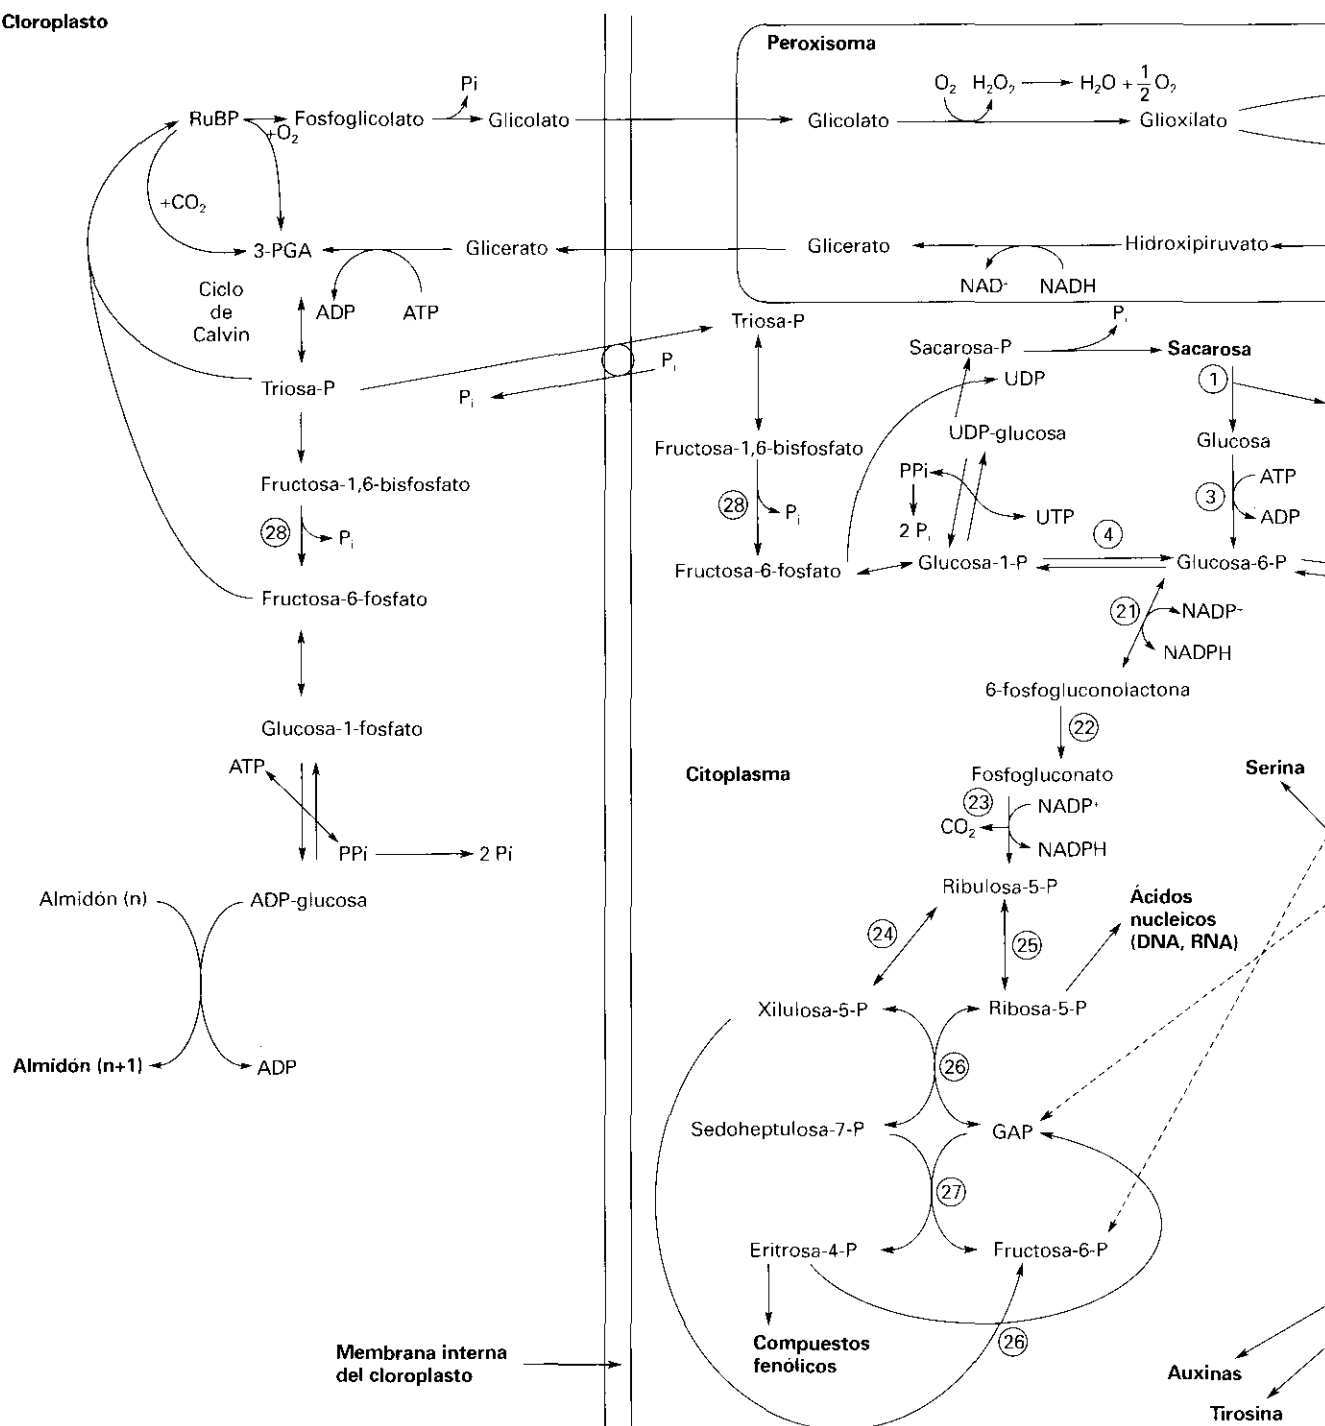 Cloroplasto
Peroxisoma
RuBP
Fosfoglicolato
Pi
Glicolato
+O₂
+CO₂
3-PGA
Glicerato
Ciclo
de
Calvin
ADP
ATP
Triosa-P
Pᵢ
Pᵢ
Fructosa-1,6-bisfosfato
28
Pᵢ
Fructosa-6-fosfato
Glucosa-1-fosfato
ATP
PPi
2 Pi
Almidón (n)
ADP-glucosa
Almidón (n+1)
ADP
Membrana interna
del cloroplasto
Glicolato
O₂
H₂O₂
H₂O + 1/2 O₂
Glioxilato
Glicerato
Hidroxipiruvato
NAD-
NADH
Triosa-P
Fructosa-1,6-bisfosfato
28
Pᵢ
Fructosa-6-fosfato
Sacarosa-P
Pᵢ
Sacarosa
UDP
1
UDP-glucosa
Glucosa
PPi
ATP
3
2 Pᵢ
UTP
ADP
4
Glucosa-1-P
Glucosa-6-P
21
NADP-
NADPH
6-fosfogluconolactona
22
Citoplasma
Fosfogluconato
Serina
23
NADP+
CO₂
NADPH
Ribulosa-5-P
Ácidos
nucleicos
(DNA, RNA)
24
25
Xilulosa-5-P
Ribosa-5-P
26
Sedoheptulosa-7-P
GAP
27
Eritrosa-4-P
Fructosa-6-P
26
Compuestos
fenólicos
Auxinas
Tirosina